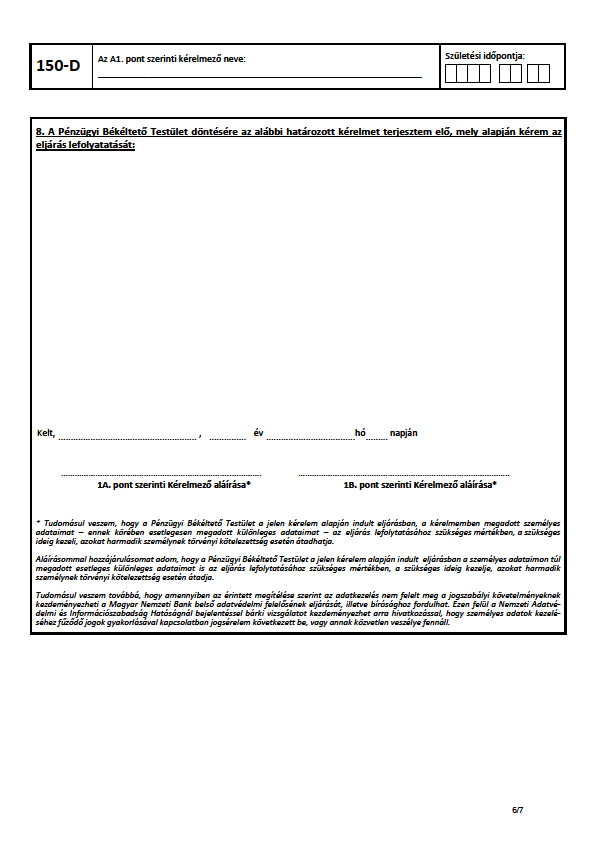 150-D
Az A1. pont szerinti kérelmező neve:
Születési időpontja:
8. A Pénzügyi Békéltető Testület döntésére az alábbi határozott kérelmet terjesztem elő, mely alapján kérem az
eljárás lefolyatatását:
Kelt, ................................................ , ............. év ...............................hó........ napján
1A. pont szerinti Kérelmező aláírása* 1B. pont szerinti Kérelmező aláírása*
* Tudomásul veszem, hogy a Pénzügyi Békéltető Testület a jelen kérelem alapján indult eljárásban, a kérelmemben megadott személyes
adataimat – ennek körében esetlegesen megadott különleges adataimat – az eljárás lefolytatásához szükséges mértékben, a szükséges
ideig kezeli, azokat harmadik személynek törvényi kötelezettség esetén átadhatja.
Aláírásommal hozzájárulásomat adom, hogy a Pénzügyi Békéltető Testület a jelen kérelem alapján indult eljárásban a személyes adataimon túl
megadott esetleges különleges adataimat is az eljárás lefolytatásához szükséges mértékben, a szükséges ideig kezelje, azokat harmadik
személynek törvényi kötelezettség esetén átadja.
Tudomásul veszem továbbá, hogy amennyiben az érintett megítélése szerint az adatkezelés nem felelt meg a jogszabályi követelményeknek
kezdeményezheti a Magyar Nemzeti Bank belső adatvédelmi felelősének eljárását, illetve bírósághoz fordulhat. Ezen felül a Nemzeti Adatvé-
delmi és Információszabadság Hatóságnál bejelentéssel bárki vizsgálatot kezdeményezhet arra hivatkozással, hogy személyes adatok kezelé-
séhez fűződő jogok gyakorlásával kapcsolatban jogsérelem következett be, vagy annak közvetlen veszélye fennáll.
6/7